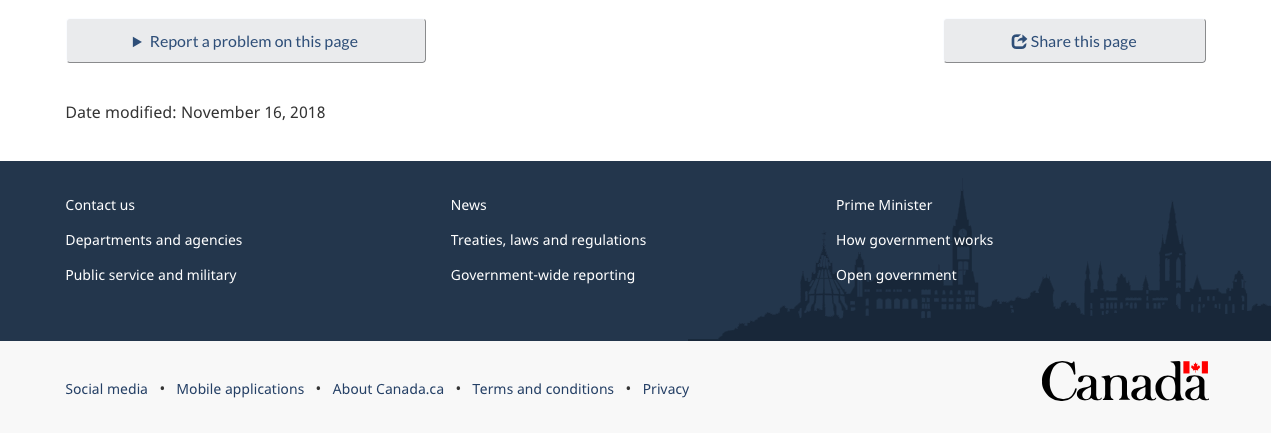 Report a problem on this page
Share this page
Date modified: November 16, 2018
Contact us
News
Prime Minister
Departments and agencies
Treaties, laws and regulations
How government works
Public service and military
Government-wide reporting
Open government
Social media • Mobile applications • About Canada.ca • Terms and conditions • Privacy
Canada